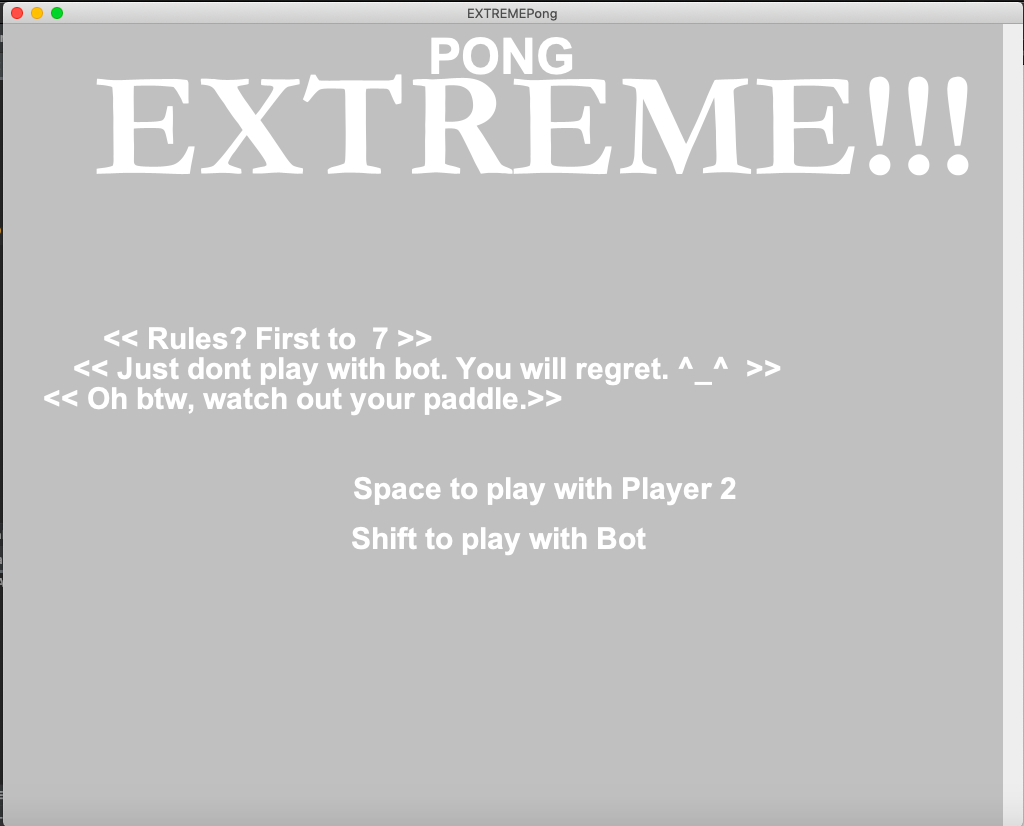 EXTREMEPong
PONG
EXTREME!!!
<< Rules? First to  7 >>
<< Just dont play with bot. You will regret. ^_^  >>
<< Oh btw, watch out your paddle.>>
Space to play with Player 2
Shift to play with Bot